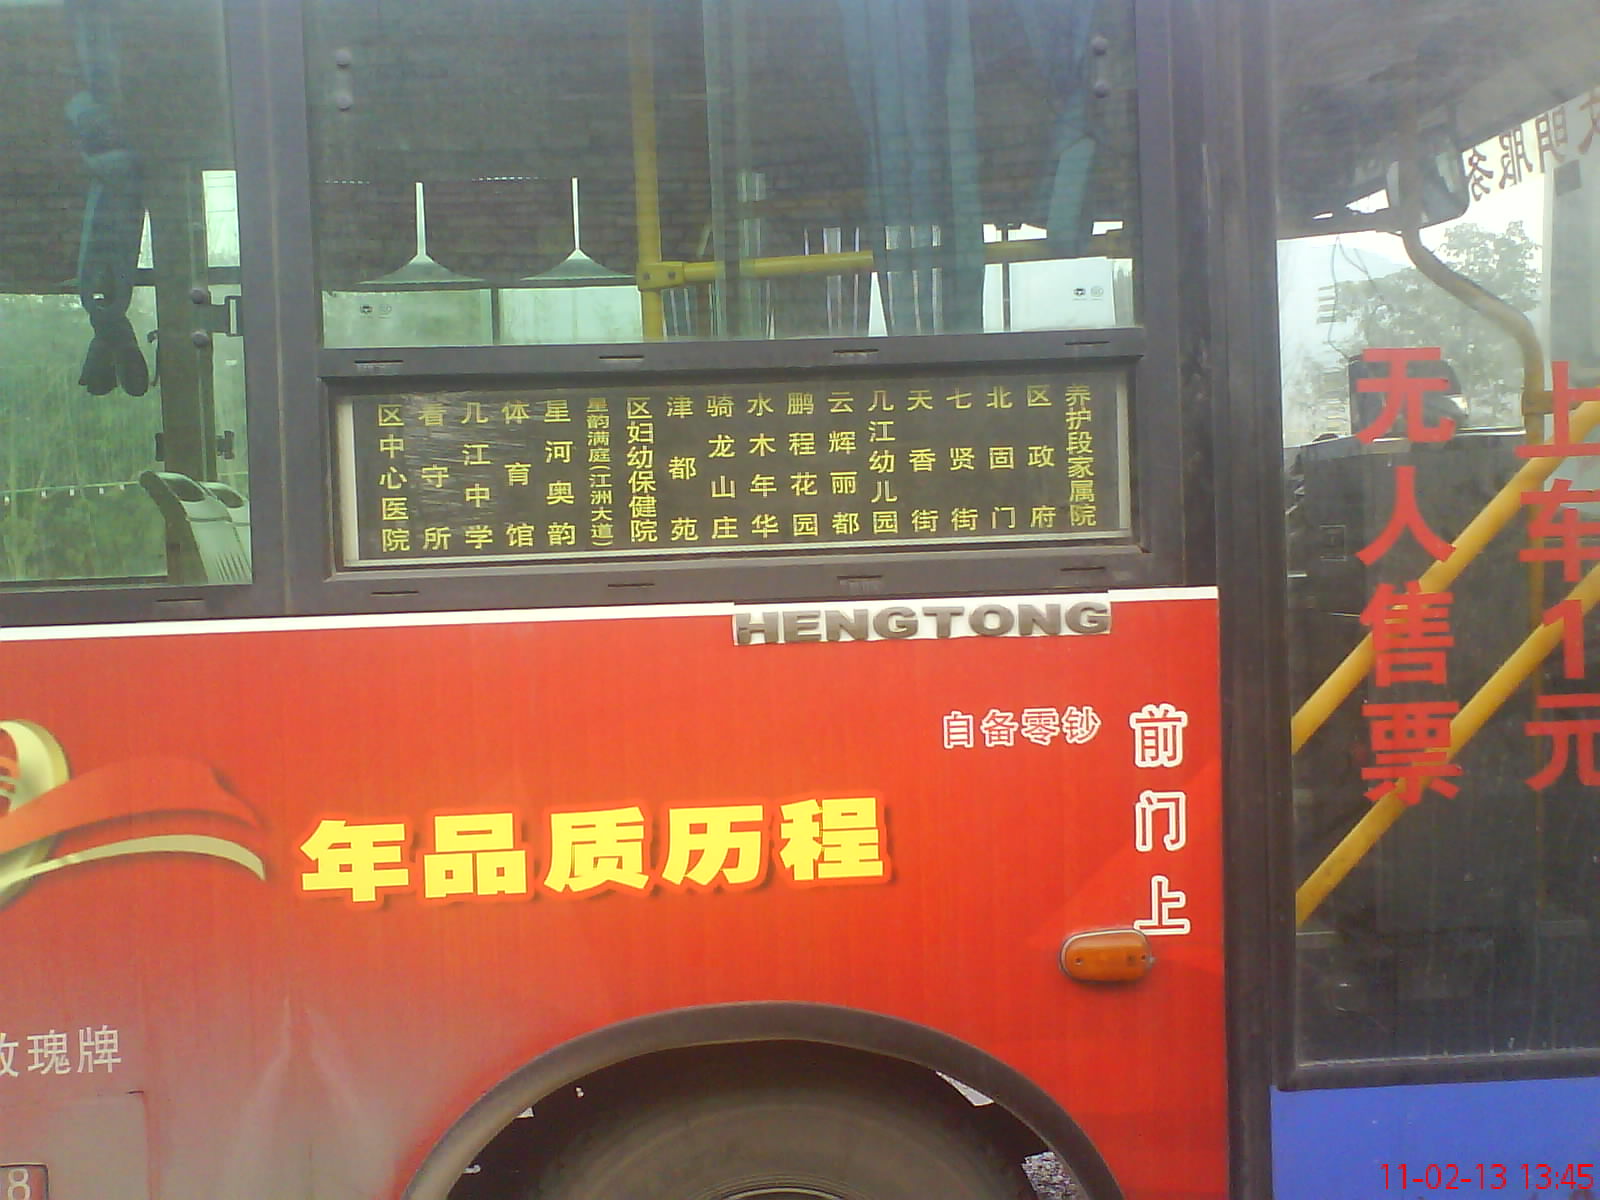 区中心医院
看守所
几江中学
体育馆
星河奥韵
星韵满庭(江洲大道)
区妇幼保健院
津都苑
骑龙山庄
水木年华
鹏程花园
云辉丽都
几江幼儿园
天香街
七贤街
北固门
区政府
养护段家属院
HENGTONG
自备零钞
前门上
年品质历程
玫瑰牌
8
无人售票
上车1元
明服务
11-02-13 13:45